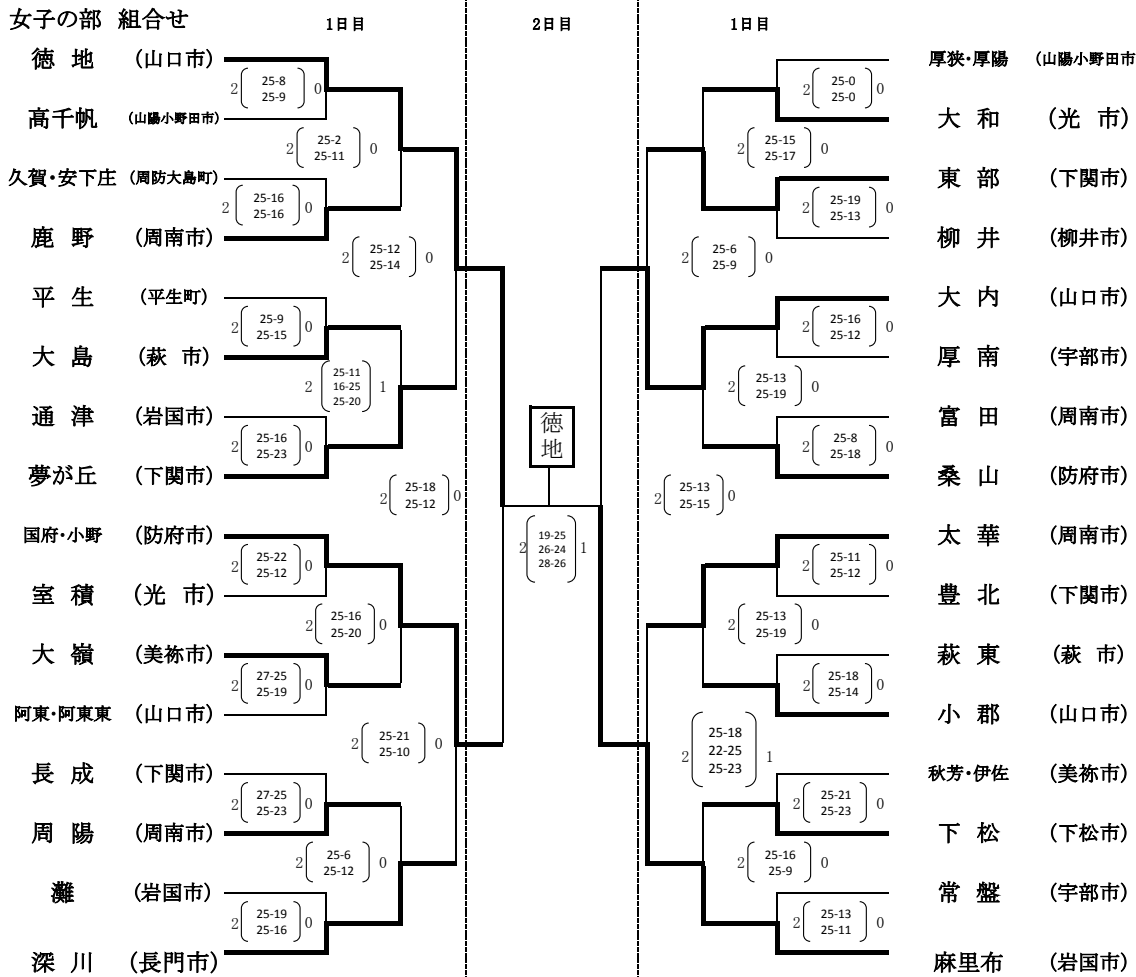 女子の部 組合せ
1日目 2日目 1日目
徳 地 (山口市)
2 25-8 0
25-9
高千帆 (山陽小野田市)
2 25-2 0
25-11
久賀・安下庄 (周防大島町)
2 25-16 0
25-16
鹿 野 (周南市)
2 25-12 0
25-14
平 生 (平生町)
2 25-9 0
25-15
大 島 (萩 市)
25-11
2 16-25 1
25-20
通 津 (岩国市)
2 25-16 0
25-23
夢が丘 (下関市)
2 25-18 0
25-12
国府・小野 (防府市)
2 25-22 0
25-12
室 積 (光 市)
2 25-16 0
25-20
大 嶺 (美祢市)
2 27-25 0
25-19
阿東・阿東東 (山口市)
2 25-21 0
25-10
長 成 (下関市)
2 27-25 0
25-23
周 陽 (周南市)
2 25-6 0
25-12
灘 (岩国市)
2 25-19 0
25-16
深 川 (長門市)
徳
地
19-25
2 26-24 1
28-26
厚狭・厚陽 (山陽小野田市
2 25-0 0
25-0
大 和 (光 市)
2 25-15 0
25-17
東 部 (下関市)
2 25-19 0
25-13
柳 井 (柳井市)
2 25-6 0
25-9
大 内 (山口市)
2 25-16 0
25-12
厚 南 (宇部市)
2 25-13 0
25-19
富 田 (周南市)
2 25-8 0
25-18
桑 山 (防府市)
2 25-13 0
25-15
太 華 (周南市)
2 25-11 0
25-12
豊 北 (下関市)
2 25-13 0
25-19
萩 東 (萩 市)
2 25-18 0
25-14
小 郡 (山口市)
25-18
2 22-25 1
25-23
秋芳・伊佐 (美祢市)
2 25-21 0
25-23
下 松 (下松市)
2 25-16 0
25-9
常 盤 (宇部市)
2 25-13 0
25-11
麻里布 (岩国市)